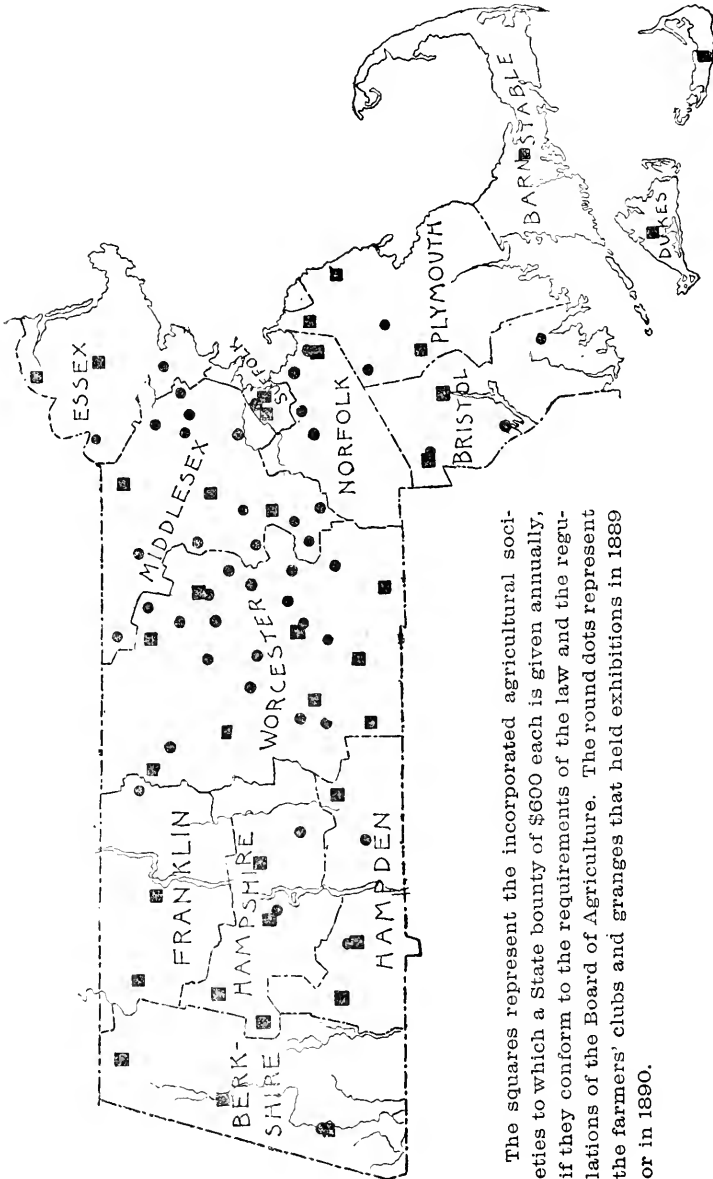 ESSEX
MIDDLESEX
SUFFOLK
NORFOLK
PLYMOUTH
BARNSTABLE
BRISTOL
DUKES
WORCESTER
FRANKLIN
HAMPSHIRE
HAMPDEN
BERK-
SHIRE
The squares represent the incorporated agricultural soci-
eties to which a State bounty of $600 each is given annually,
if they conform to the requirements of the law and the regu-
lations of the Board of Agriculture. The round dots represent
the farmers' clubs and granges that held exhibitions in 1889
or in 1890.